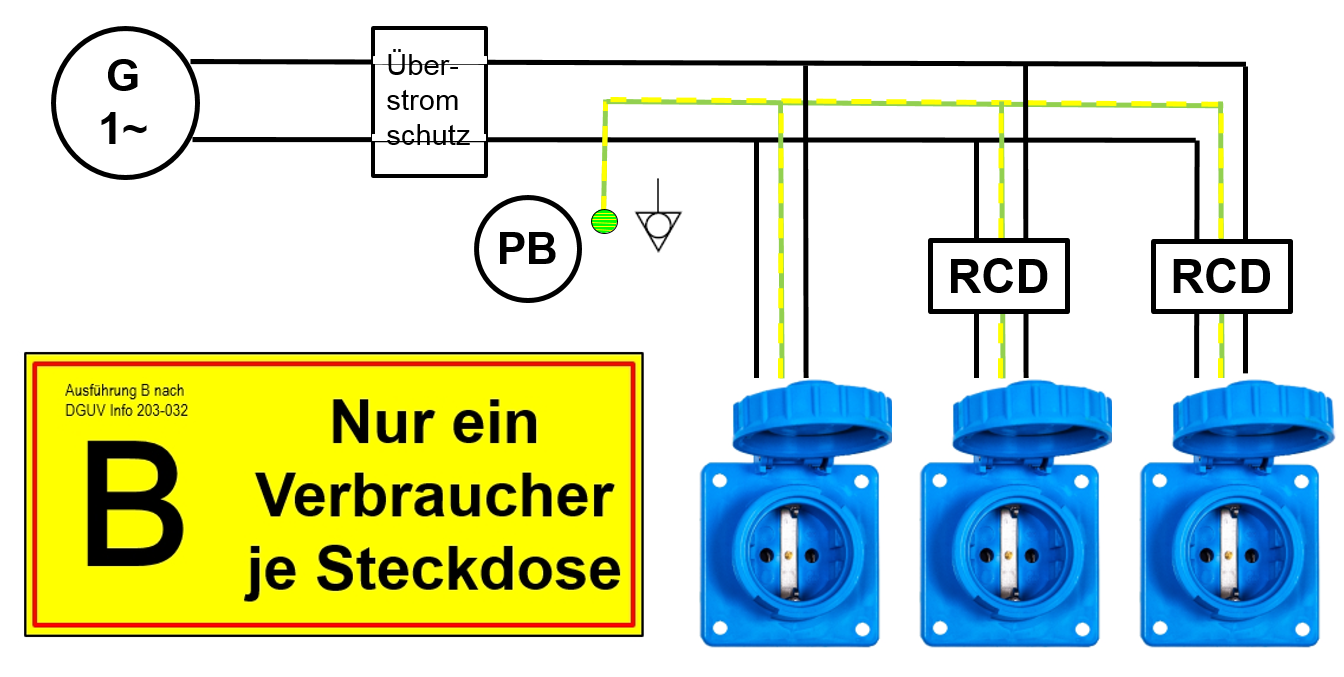 G
1~
Über-
strom
schutz
PB
RCD
RCD
Ausführung B nach
DGUV Info 203-032
B
Nur ein
Verbraucher
je Steckdose